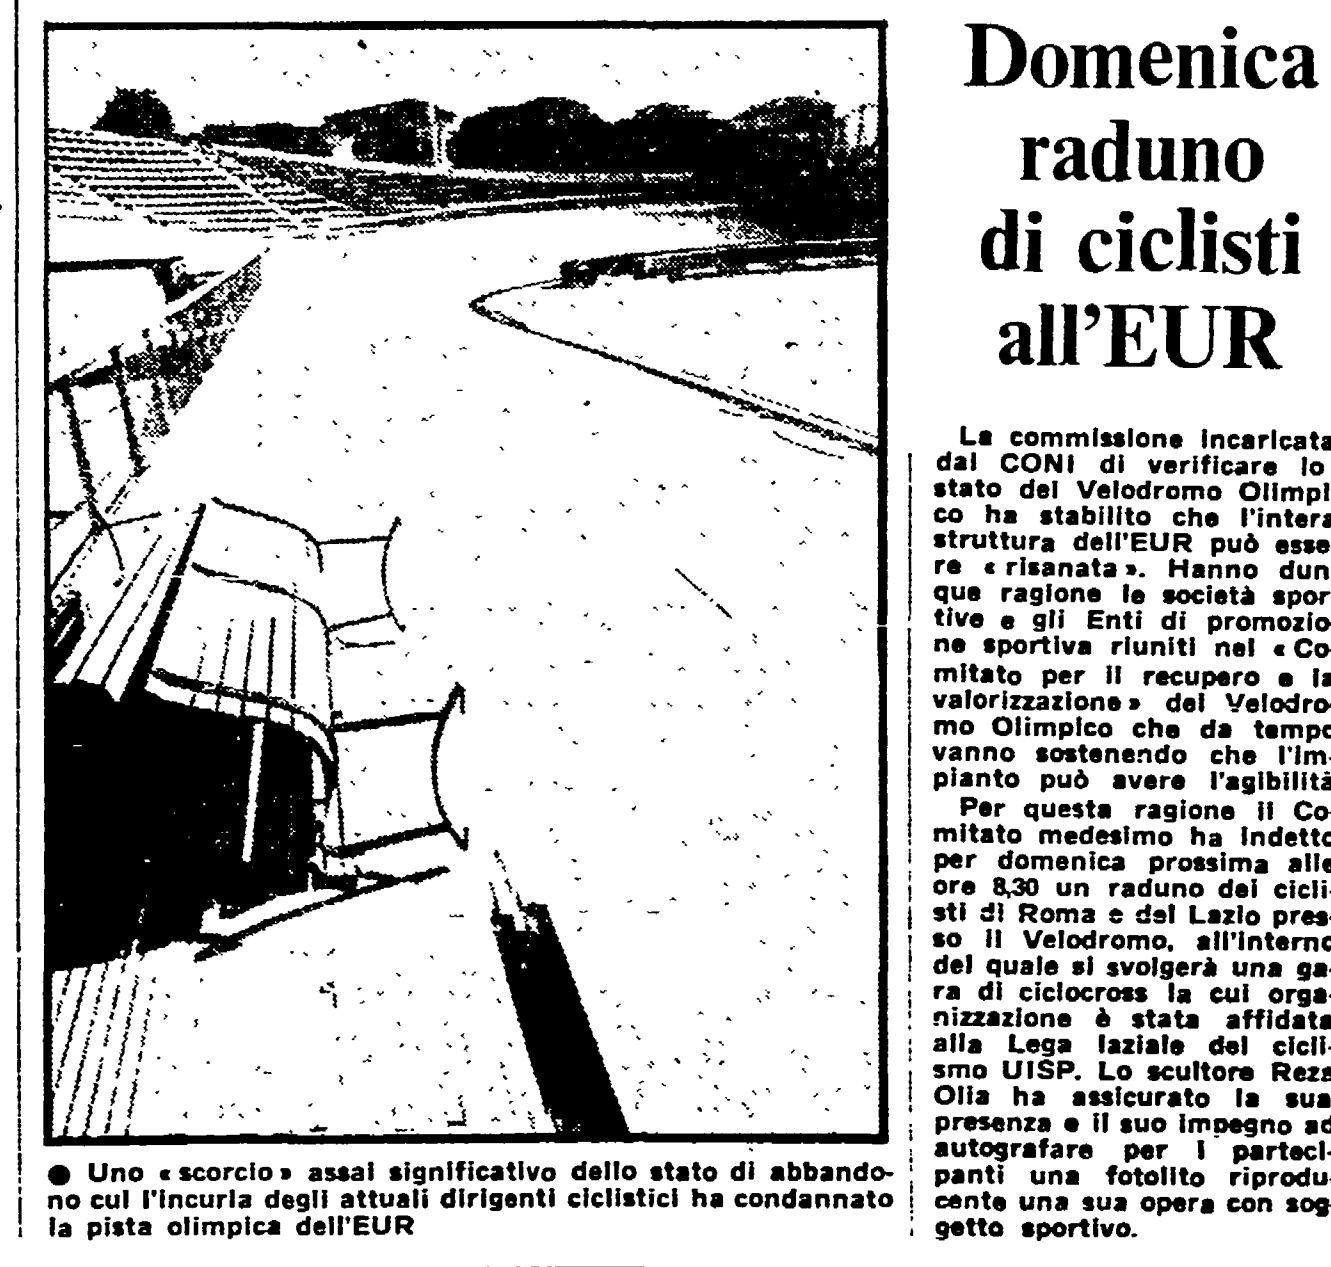 Domenica
raduno
di ciclisti
all'EUR
La commissione incaricata
dal CONI di verificare lo
stato del Velodromo Olimpi
co ha stabilito che l'intera
struttura dell'EUR può esse
re « risanata ». Hanno dun
que ragione le società spor
tive e gli Enti di promozio
ne sportiva riuniti nel « Co
mitato per il recupero e la
valorizzazione » del Velodro
mo Olimpico che da tempo
vanno sostenendo che l'im-
pianto può avere l'agibilità
Per questa ragione il Co
mitato medesimo ha indetto
per domenica prossima alle
ore 8,30 un raduno dei cicli-
sti di Roma e del Lazio pres-
so il Velodromo, all'interno
del quale si svolgerà una ga-
ra di ciclocross la cui orga-
nizzazione è stata affidata
alla Lega laziale del cicli-
smo UISP. Lo scultore Reza
Olia ha assicurato la sua
presenza e il suo impegno ad
autografare per i parteci-
panti una fotolito riprodu-
cente una sua opera con sog-
getto sportivo.
● Uno « scorcio » assai significativo dello stato di abbando-
no cui l'incuria degli attuali dirigenti ciclistici ha condannato
la pista olimpica dell'EUR